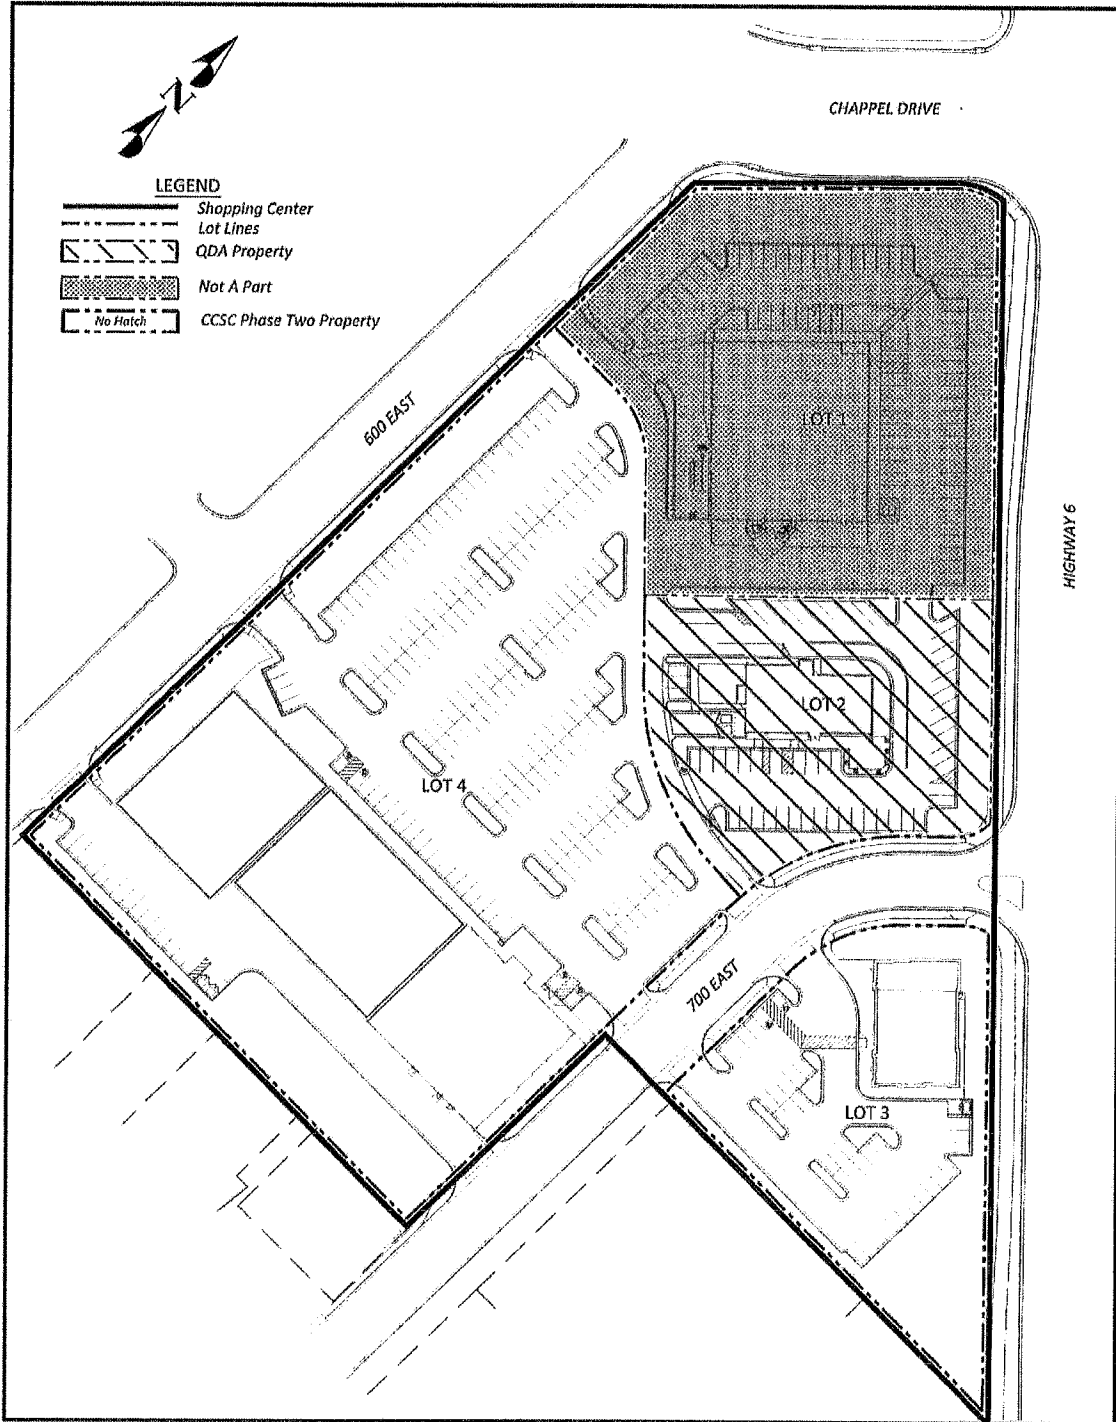 CHAPPEL DRIVE
N
LEGEND
Shopping Center
Lot Lines
QDA Property
Not A Part
No Hatch
CCSC Phase Two Property
600 EAST
LOT 1
HIGHWAY 6
LOT 2
LOT 4
700 EAST
LOT 3